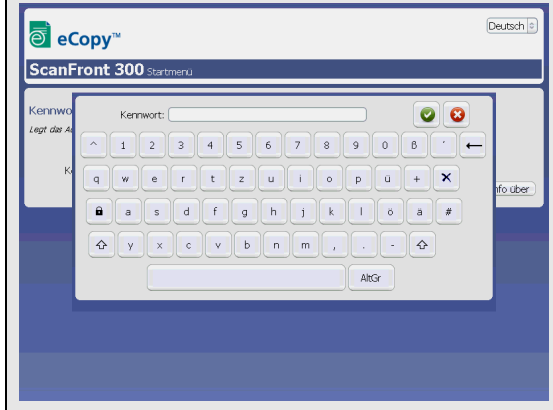 Deutsch
eCopy™
ScanFront 300 Startmenü
Kennwo
Legt das A
Kennwort:
^ 1 2 3 4 5 6 7 8 9 0 ß ´ ←
q w e r t z u i o p ü +
a s d f g h j k l ö ä #
y x c v b n m , . -
AltGr
K
nfo über